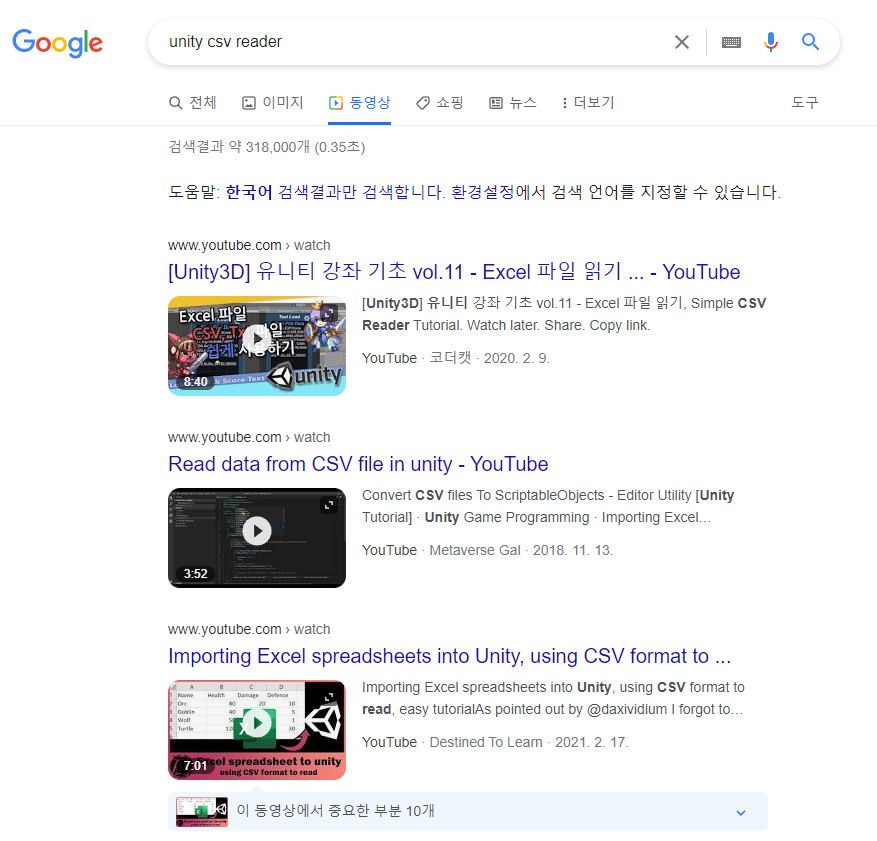 Google
unity csv reader
전체 이미지 동영상 쇼핑 뉴스 더보기 도구
검색결과 약 318,000개 (0.35초)
도움말: 한국어 검색결과만 검색합니다. 환경설정에서 검색 언어를 지정할 수 있습니다.
www.youtube.com › watch
[Unity3D] 유니티 강좌 기초 vol.11 - Excel 파일 읽기 ... - YouTube
Excel 파일
CSV
파일
쉽게 사용하기
unity
8:40
[Unity3D] 유니티 강좌 기초 vol.11 - Excel 파일 읽기, Simple CSV
Reader Tutorial. Watch later. Share. Copy link.
YouTube · 코더캣 · 2020. 2. 9.
www.youtube.com › watch
Read data from CSV file in unity - YouTube
3:52
Convert CSV files To ScriptableObjects - Editor Utility [Unity
Tutorial] · Unity Game Programming · Importing Excel…
YouTube · Metaverse Gal · 2018. 11. 13.
www.youtube.com › watch
Importing Excel spreadsheets into Unity, using CSV format to ...
A B C D
Name Health Damage Defence
Orc 80 20 10
Goblin 40 5
Wolf 50 1
Turtle 120 30
spreadsheet to unity
using CSV format to read
7:01
Importing Excel spreadsheets into Unity, using CSV format to
read, easy tutorialAs pointed out by @daxividium I forgot to…
YouTube · Destined To Learn · 2021. 2. 17.
이 동영상에서 중요한 부분 10개